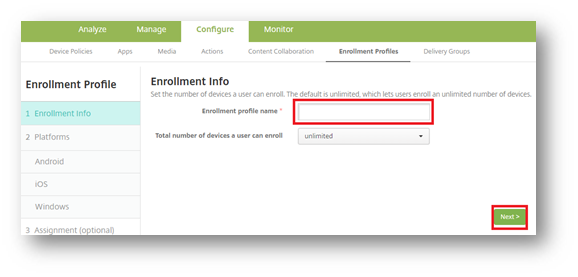 Analyze Manage Configure Monitor
Device Policies Apps Media Actions Content Collaboration Enrollment Profiles Delivery Groups
Enrollment Profile
1 Enrollment Info
2 Platforms
Android
iOS
Windows
3 Assignment (optional)
Enrollment Info
Set the number of devices a user can enroll. The default is unlimited, which lets users enroll an unlimited number of devices.
Enrollment profile name *
Total number of devices a user can enroll unlimited
Next >